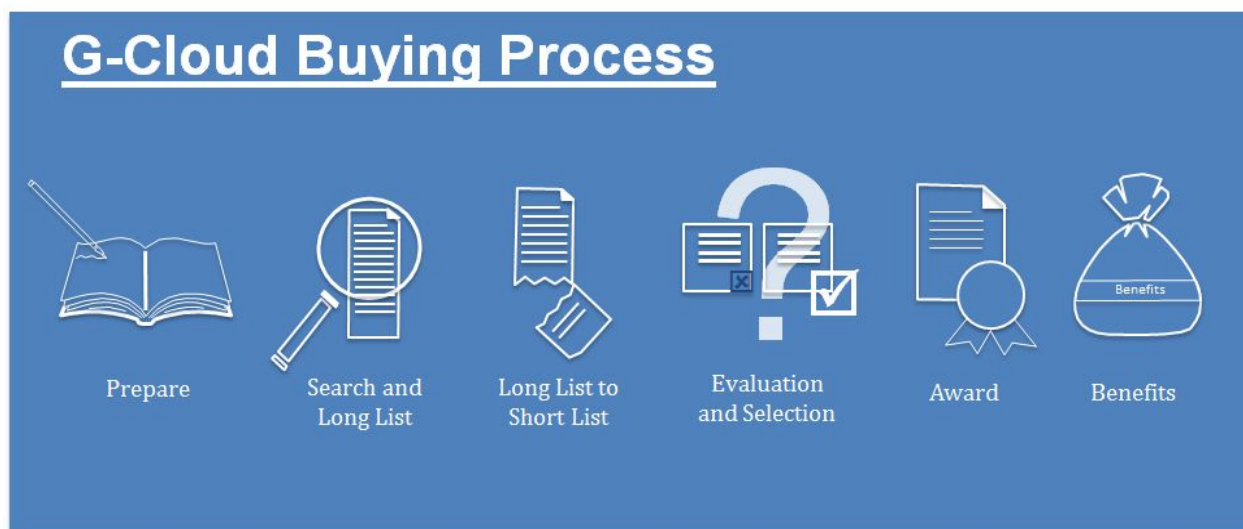 G-Cloud Buying Process
Benefits
Prepare
Search and
Long List
Long List to
Short List
Evaluation
and Selection
Award
Benefits